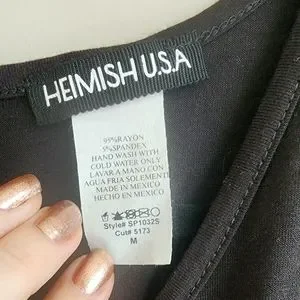 HEIMISH U.S.A
95%RAYON
5%SPANDEX
HAND WASH WITH
COLD WATER ONLY
LAVAR A MANO CON
AGUA FRIA SOLEMENTE
MADE IN MEXICO
HECHO EN MEXICO
Style# SP1032S
Cut# 5173
M